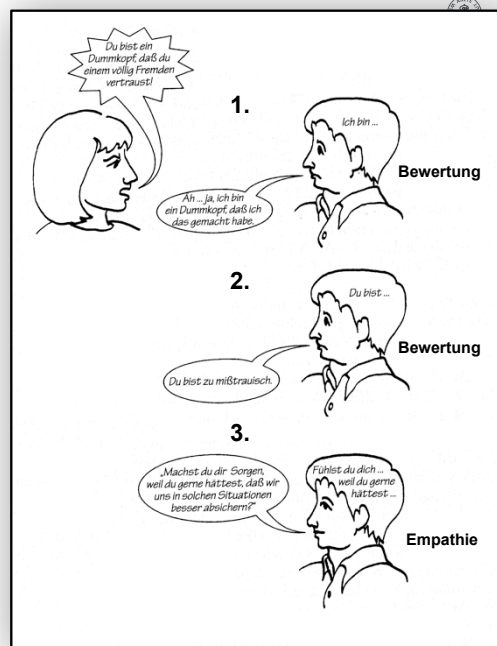 Du bist ein
Dummkopf, daß du
einem völlig Fremden
vertraust!
1.
Ich bin ...
Bewertung
Ah ... ja, ich bin
ein Dummkopf, daß ich
das gemacht habe.
2.
Du bist ...
Bewertung
Du bist zu mißtrauisch.
3.
„Machst du dir Sorgen,
weil du gerne hättest, daß wir
uns in solchen Situationen
besser absichern?“
Fühlst du dich ...
weil du gerne
hättest ...
Empathie